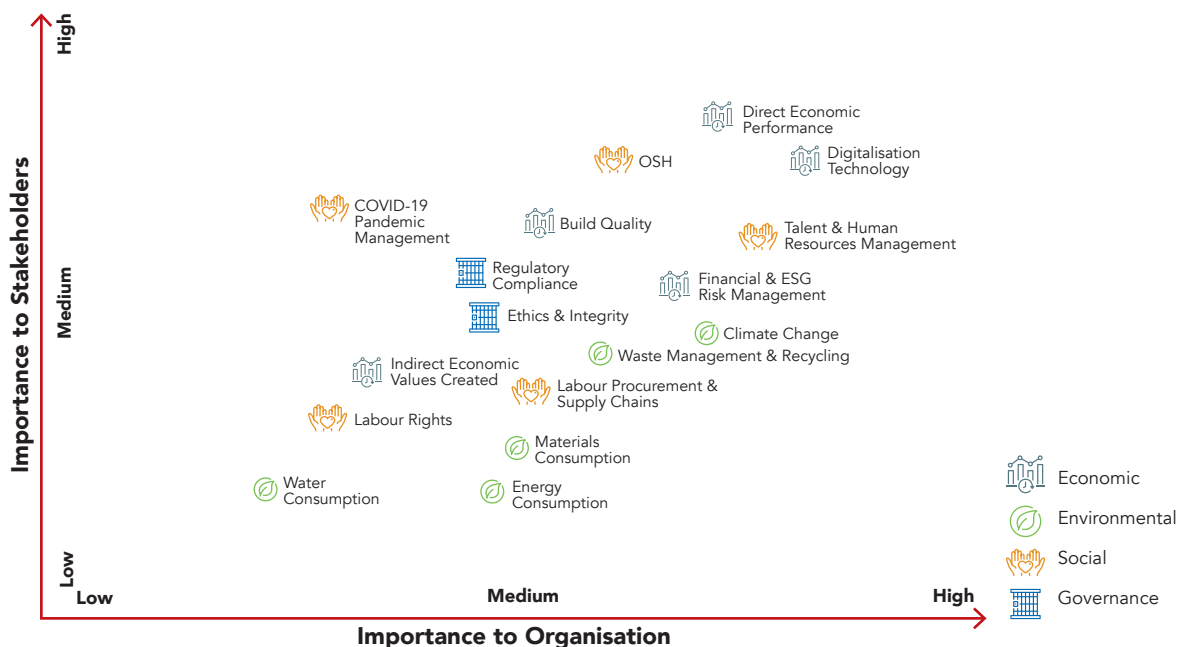 High
Importance to Stakeholders
Medium
Low
Direct Economic
Performance
Digitalisation
Technology
OSH
COVID-19
Pandemic
Management
Build Quality
Talent & Human
Resources Management
Regulatory
Compliance
Financial & ESG
Risk Management
Ethics & Integrity
Climate Change
Waste Management & Recycling
Indirect Economic
Values Created
Labour Procurement &
Supply Chains
Labour Rights
Materials
Consumption
Water
Consumption
Energy
Consumption
Economic
Environmental
Social
Governance
Low
Medium
High
Importance to Organisation